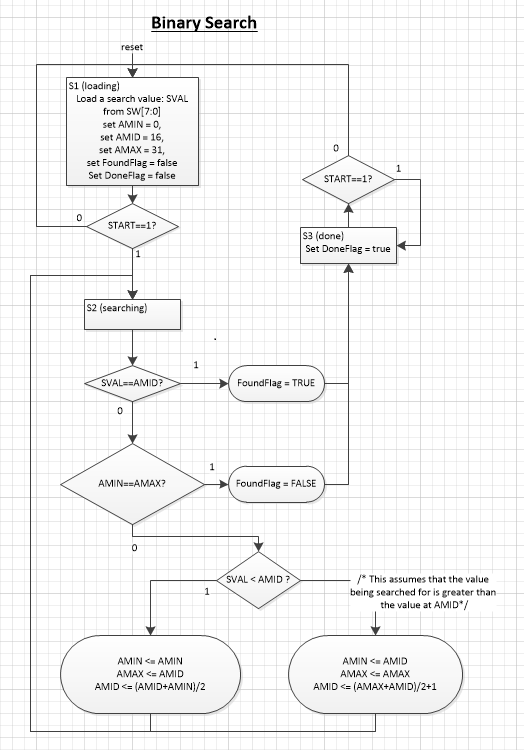 Binary Search
reset
S1 (loading)
Load a search value: SVAL
from SW[7:0]
set AMIN = 0,
set AMID = 16,
set AMAX = 31,
set FoundFlag = false
Set DoneFlag = false
0
START==1?
1
0
START==1?
1
S3 (done)
Set DoneFlag = true
S2 (searching)
SVAL==AMID?
1
FoundFlag = TRUE
0
AMIN==AMAX?
1
FoundFlag = FALSE
0
SVAL < AMID ?
1
/* This assumes that the value
being searched for is greater than
the value at AMID*/
AMIN <= AMIN
AMAX <= AMID
AMID <= (AMID+AMIN)/2
AMIN <= AMID
AMAX <= AMAX
AMID <= (AMAX+AMID)/2+1